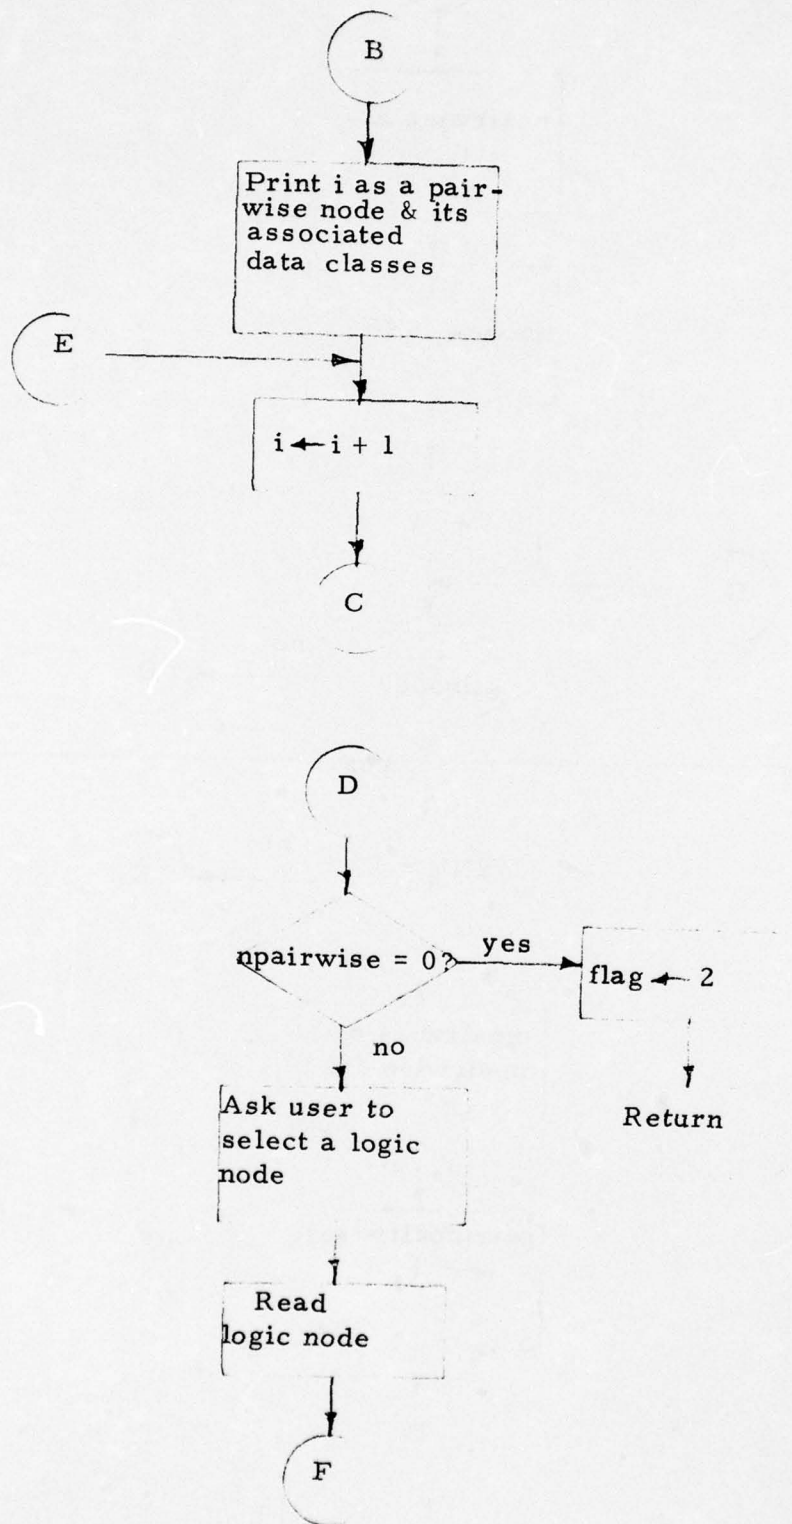 B
Print i as a pair-
wise node & its
associated
data classes
E
i ← i + 1
C
D
npairwise = 0?
yes
flag ← 2
no
Return
Ask user to
select a logic
node
Read
logic node
F